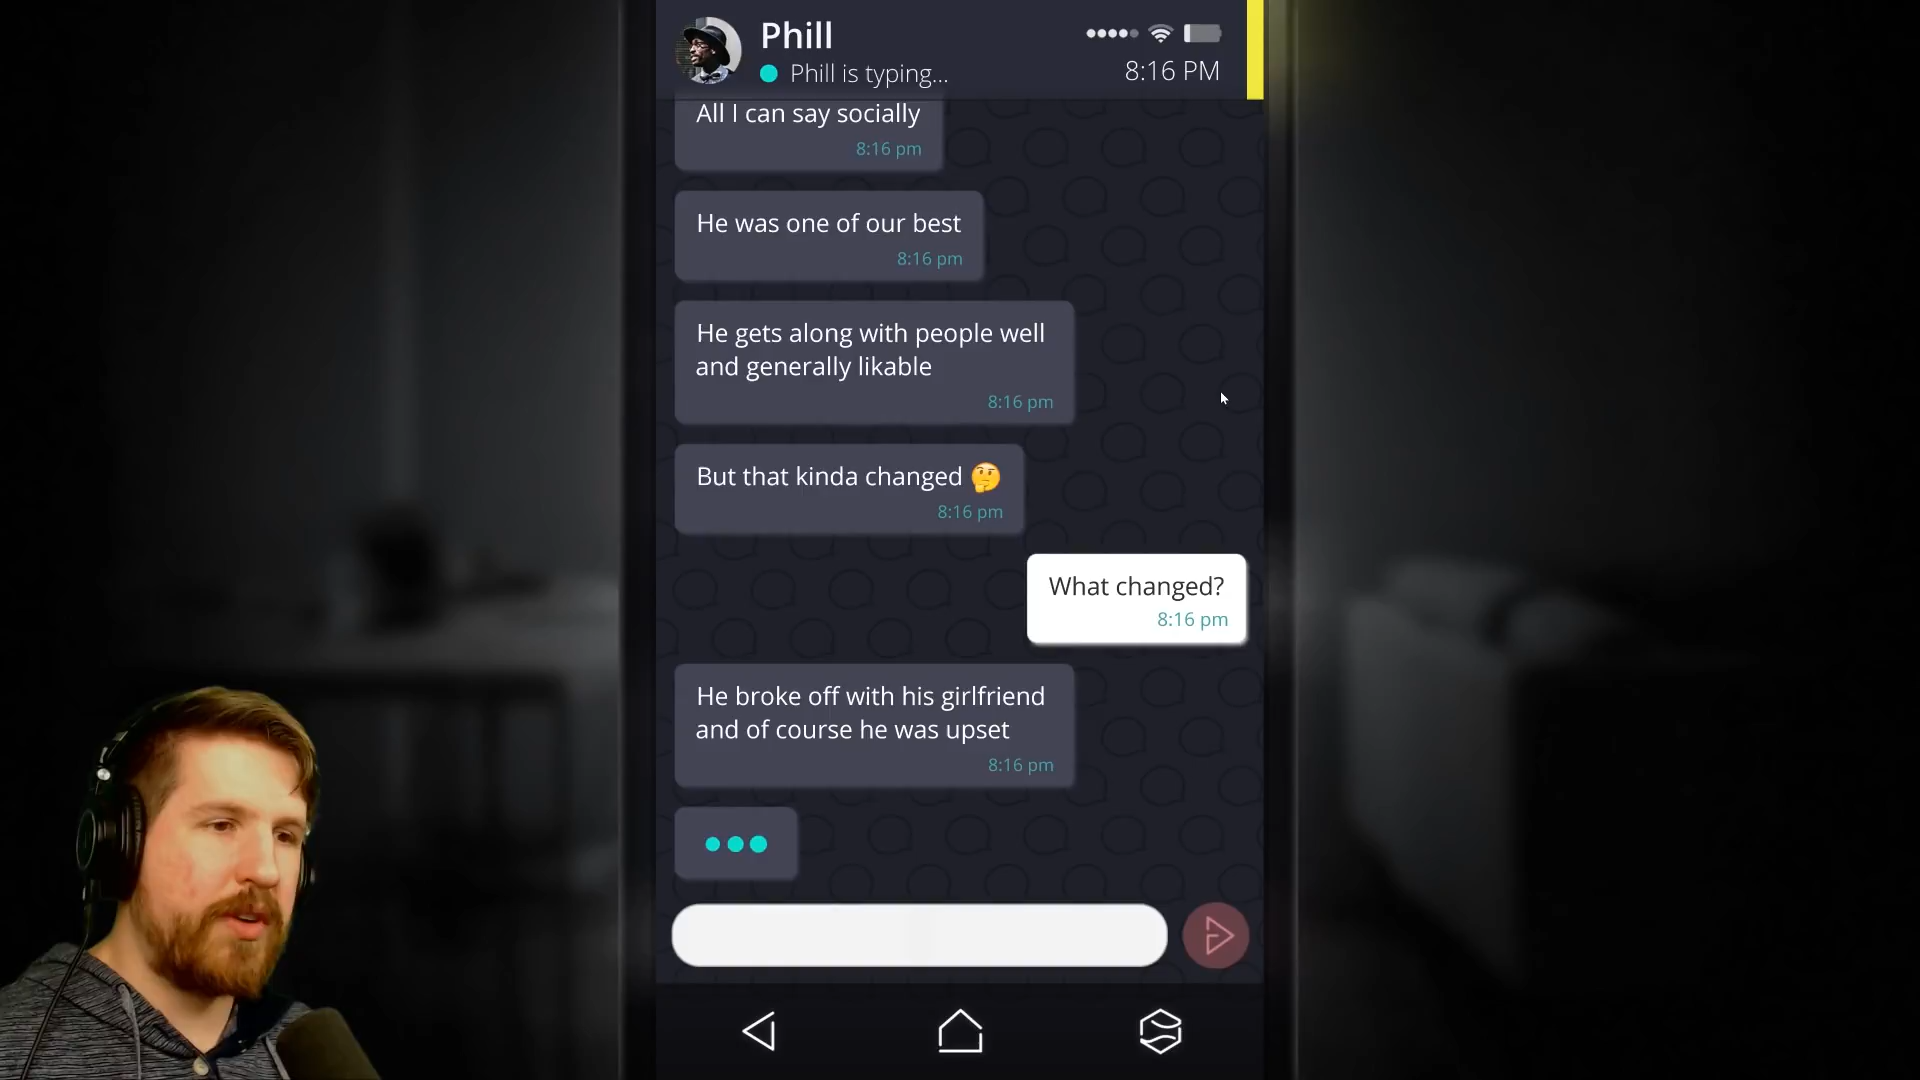 Phill
Phill is typing...
8:16 PM
All I can say socially
8:16 pm
He was one of our best
8:16 pm
He gets along with people well
and generally likable
8:16 pm
But that kinda changed 🤔
8:16 pm
What changed?
8:16 pm
He broke off with his girlfriend
and of course he was upset
8:16 pm